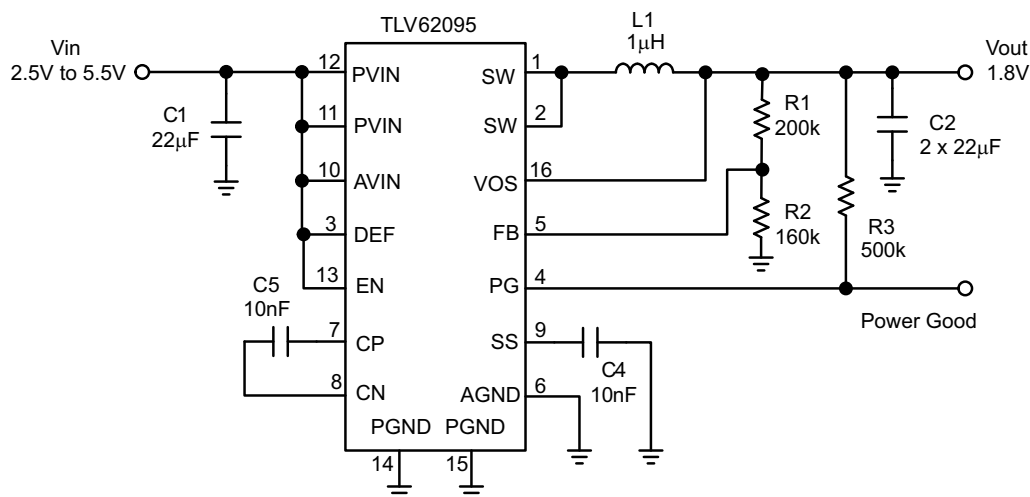 TLV62095
L1
1μH
Vin
2.5V to 5.5V
Vout
1.8V
12
PVIN
SW
1
C1
22μF
11
PVIN
SW
2
R1
200k
C2
2 x 22μF
10
AVIN
VOS
16
3
DEF
FB
5
R2
160k
R3
500k
13
EN
PG
4
C5
10nF
Power Good
7
CP
SS
9
C4
10nF
8
CN
AGND
6
PGND PGND
14
15